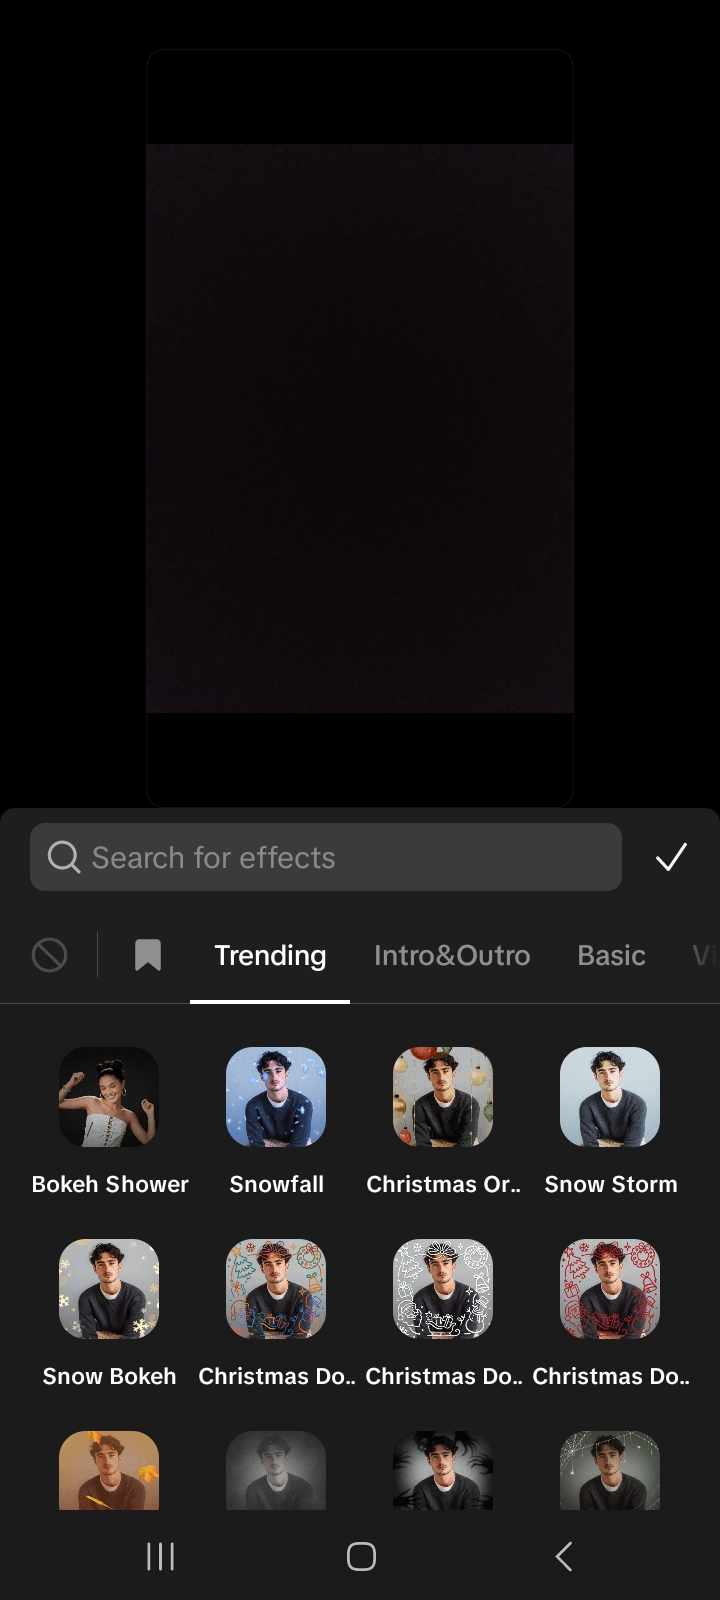 Search for effects
Trending Intro&Outro Basic Vi
Bokeh Shower Snowfall Christmas Or.. Snow Storm
Snow Bokeh Christmas Do.. Christmas Do.. Christmas Do..